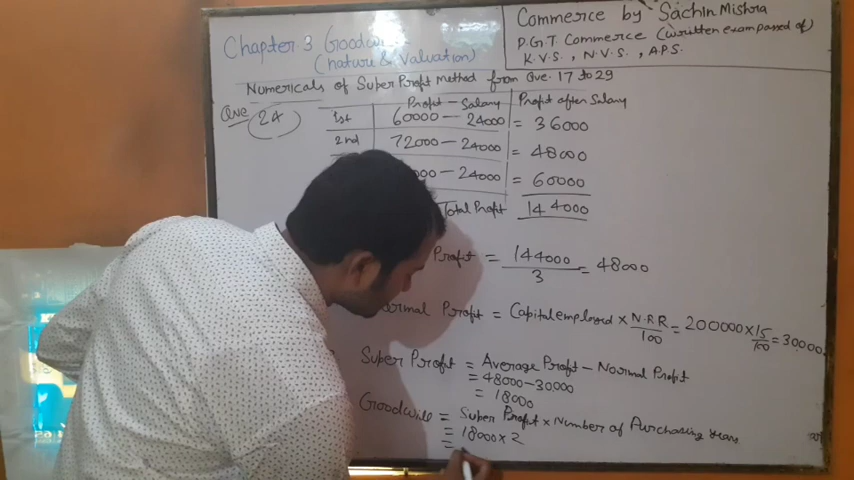 Commerce by Sachin Mishra
P.G.T Commerce (written exam passed of)
K.V.S., N.V.S., A.P.S.
Chapter 3 Goodwi
(nature & Valuation)
Numericals of Super Profit Method from Que. 17 to 29
Que 24
Profit - Salary Profit after Salary
1st 60000 - 24000 = 36000
2nd 72000 - 24000 = 48000
000 - 24000 = 60000
Total Profit 144000
Profit = 144000/3 = 48000
Normal Profit = Capital employed × N.R.R/100 = 200000 × 15/100 = 30000
Super Profit = Average Profit - Normal Profit
= 48000 - 30000
= 18000
Goodwill = Super Profit × Number of Purchasing Years
= 18000 × 2
=